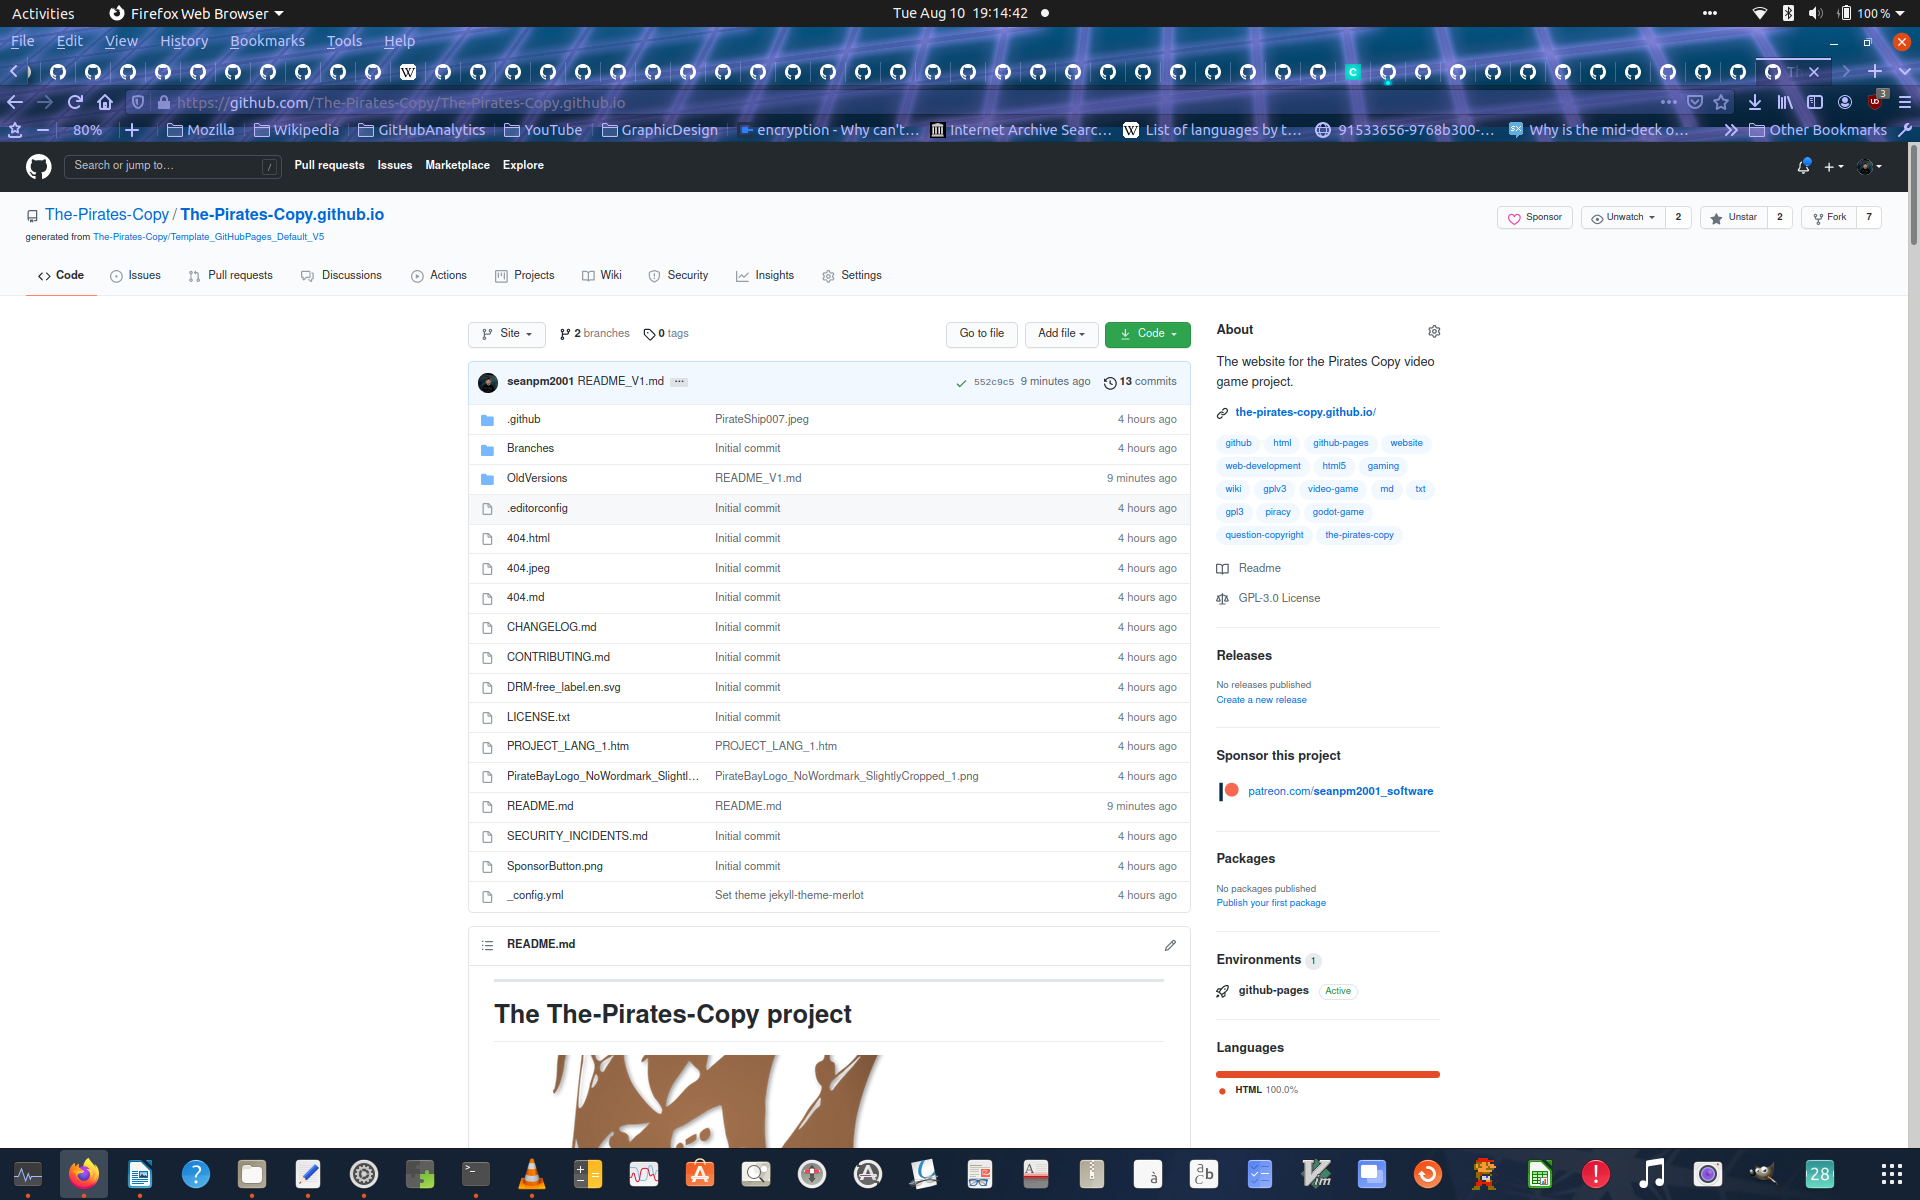 Activities Firefox Web Browser Tue Aug 10 19:14:42 100 %
File Edit View History Bookmarks Tools Help
https://github.com/The-Pirates-Copy/The-Pirates-Copy.github.io 3
80% Mozilla Wikipedia GitHubAnalytics YouTube GraphicDesign encryption - Why can't... Internet Archive Searc... List of languages by t... 91533656-9768b300-... Why is the mid-deck o... Other Bookmarks
Search or jump to... / Pull requests Issues Marketplace Explore
The-Pirates-Copy / The-Pirates-Copy.github.io Sponsor Unwatch 2 Unstar 2 Fork 7
generated from The-Pirates-Copy/Template_GitHubPages_Default_V5
Code Issues Pull requests Discussions Actions Projects Wiki Security Insights Settings
Site 2 branches 0 tags Go to file Add file Code
seanpm2001 README_V1.md ... 552c9c5 9 minutes ago 13 commits
.github PirateShip007.jpeg 4 hours ago
Branches Initial commit 4 hours ago
OldVersions README_V1.md 9 minutes ago
.editorconfig Initial commit 4 hours ago
404.html Initial commit 4 hours ago
404.jpeg Initial commit 4 hours ago
404.md Initial commit 4 hours ago
CHANGELOG.md Initial commit 4 hours ago
CONTRIBUTING.md Initial commit 4 hours ago
DRM-free_label.en.svg Initial commit 4 hours ago
LICENSE.txt Initial commit 4 hours ago
PROJECT_LANG_1.htm PROJECT_LANG_1.htm 4 hours ago
PirateBayLogo_NoWordmark_Slightl... PirateBayLogo_NoWordmark_SlightlyCropped_1.png 4 hours ago
README.md README.md 9 minutes ago
SECURITY_INCIDENTS.md Initial commit 4 hours ago
SponsorButton.png Initial commit 4 hours ago
_config.yml Set theme jekyll-theme-merlot 4 hours ago
README.md
The The-Pirates-Copy project
About
The website for the Pirates Copy video
game project.
the-pirates-copy.github.io/
github html github-pages website
web-development html5 gaming
wiki gplv3 video-game md txt
gpl3 piracy godot-game
question-copyright the-pirates-copy
Readme
GPL-3.0 License
Releases
No releases published
Create a new release
Sponsor this project
patreon.com/seanpm2001_software
Packages
No packages published
Publish your first package
Environments 1
github-pages Active
Languages
HTML 100.0%
28